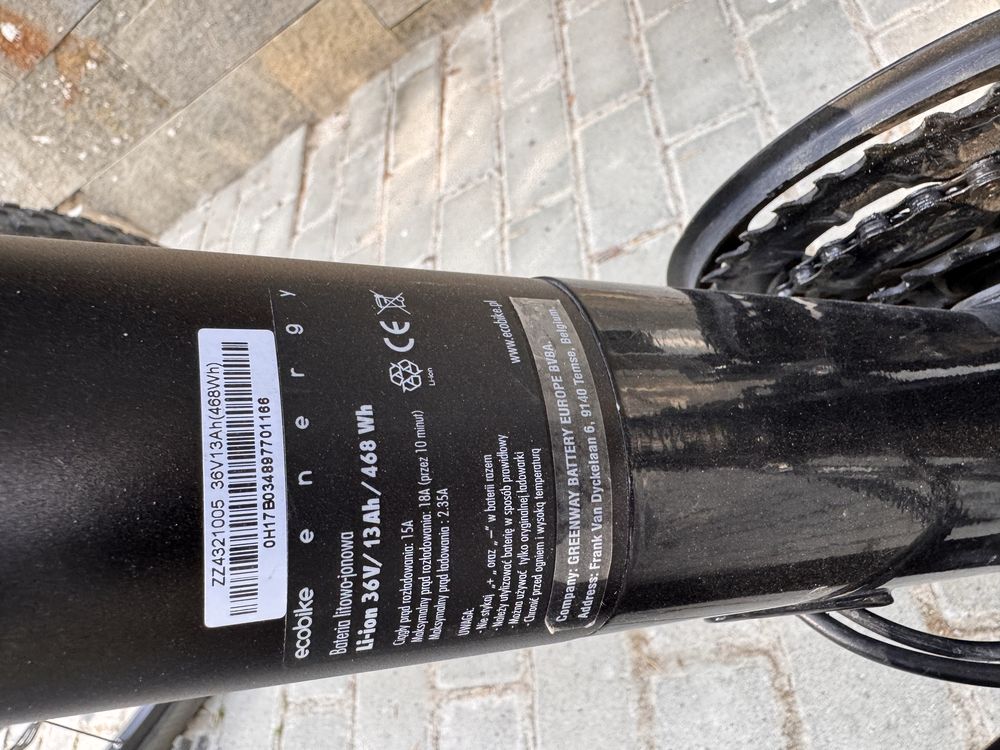 ZZ4321005 36V13Ah(468Wh)
0H17B034897701166
ecobike energy
Bateria litowo-jonowa
Li-ion 36V/13Ah/468 Wh
Ciągły prąd rozładowania: 15A
Maksymalny prąd rozładowania: 18A (przez 10 minut)
Maksymalny prąd ładowania : 2.35A
Li-ion
CE
UWAGA:
- Nie stykaj „+ „ oraz „ –" w baterii razem
- Należy utylizować baterię w sposób prawidłowy
- Można używać tylko oryginalnej ładowarki
- Chronić przed ogniem i wysoką temperaturą
www.ecobike.pl
Company: GREENWAY BATTERY EUROPE BVBA.
Address: Frank Van Dyckelaan 6, 9140 Temse, Belgium.